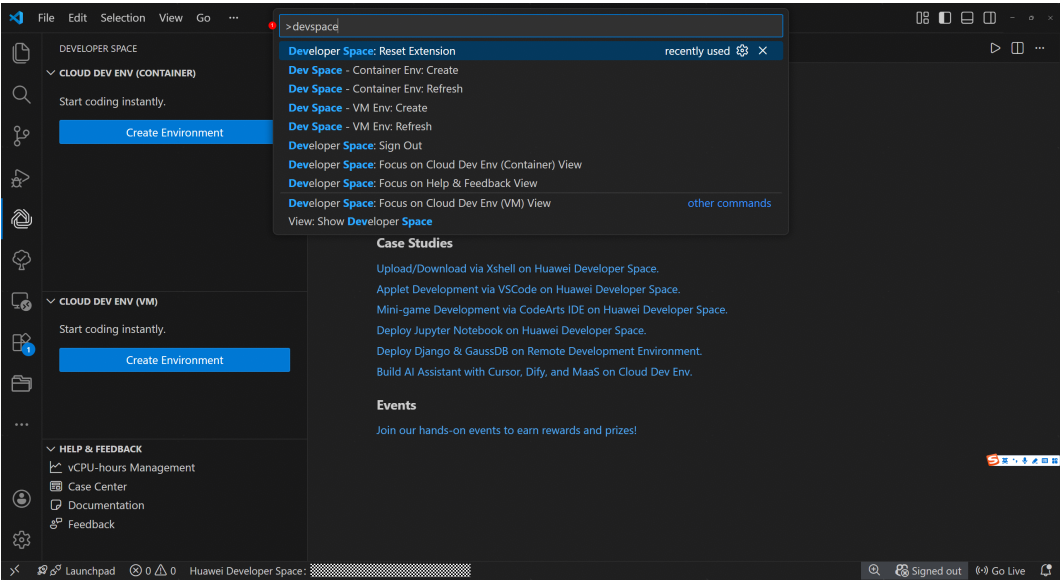 File Edit Selection View Go ···
>devspace
Developer Space: Reset Extension recently used
Dev Space - Container Env: Create
Dev Space - Container Env: Refresh
Dev Space - VM Env: Create
Dev Space - VM Env: Refresh
Developer Space: Sign Out
Developer Space: Focus on Cloud Dev Env (Container) View
Developer Space: Focus on Help & Feedback View
Developer Space: Focus on Cloud Dev Env (VM) View other commands
View: Show Developer Space
DEVELOPER SPACE
CLOUD DEV ENV (CONTAINER)
Start coding instantly.
Create Environment
CLOUD DEV ENV (VM)
Start coding instantly.
Create Environment
HELP & FEEDBACK
vCPU-hours Management
Case Center
Documentation
Feedback
Case Studies
Upload/Download via Xshell on Huawei Developer Space.
Applet Development via VSCode on Huawei Developer Space.
Mini-game Development via CodeArts IDE on Huawei Developer Space.
Deploy Jupyter Notebook on Huawei Developer Space.
Deploy Django & GaussDB on Remote Development Environment.
Build AI Assistant with Cursor, Dify, and MaaS on Cloud Dev Env.
Events
Join our hands-on events to earn rewards and prizes!
1
S 英
Launchpad 0 0 Huawei Developer Space: Signed out Go Live